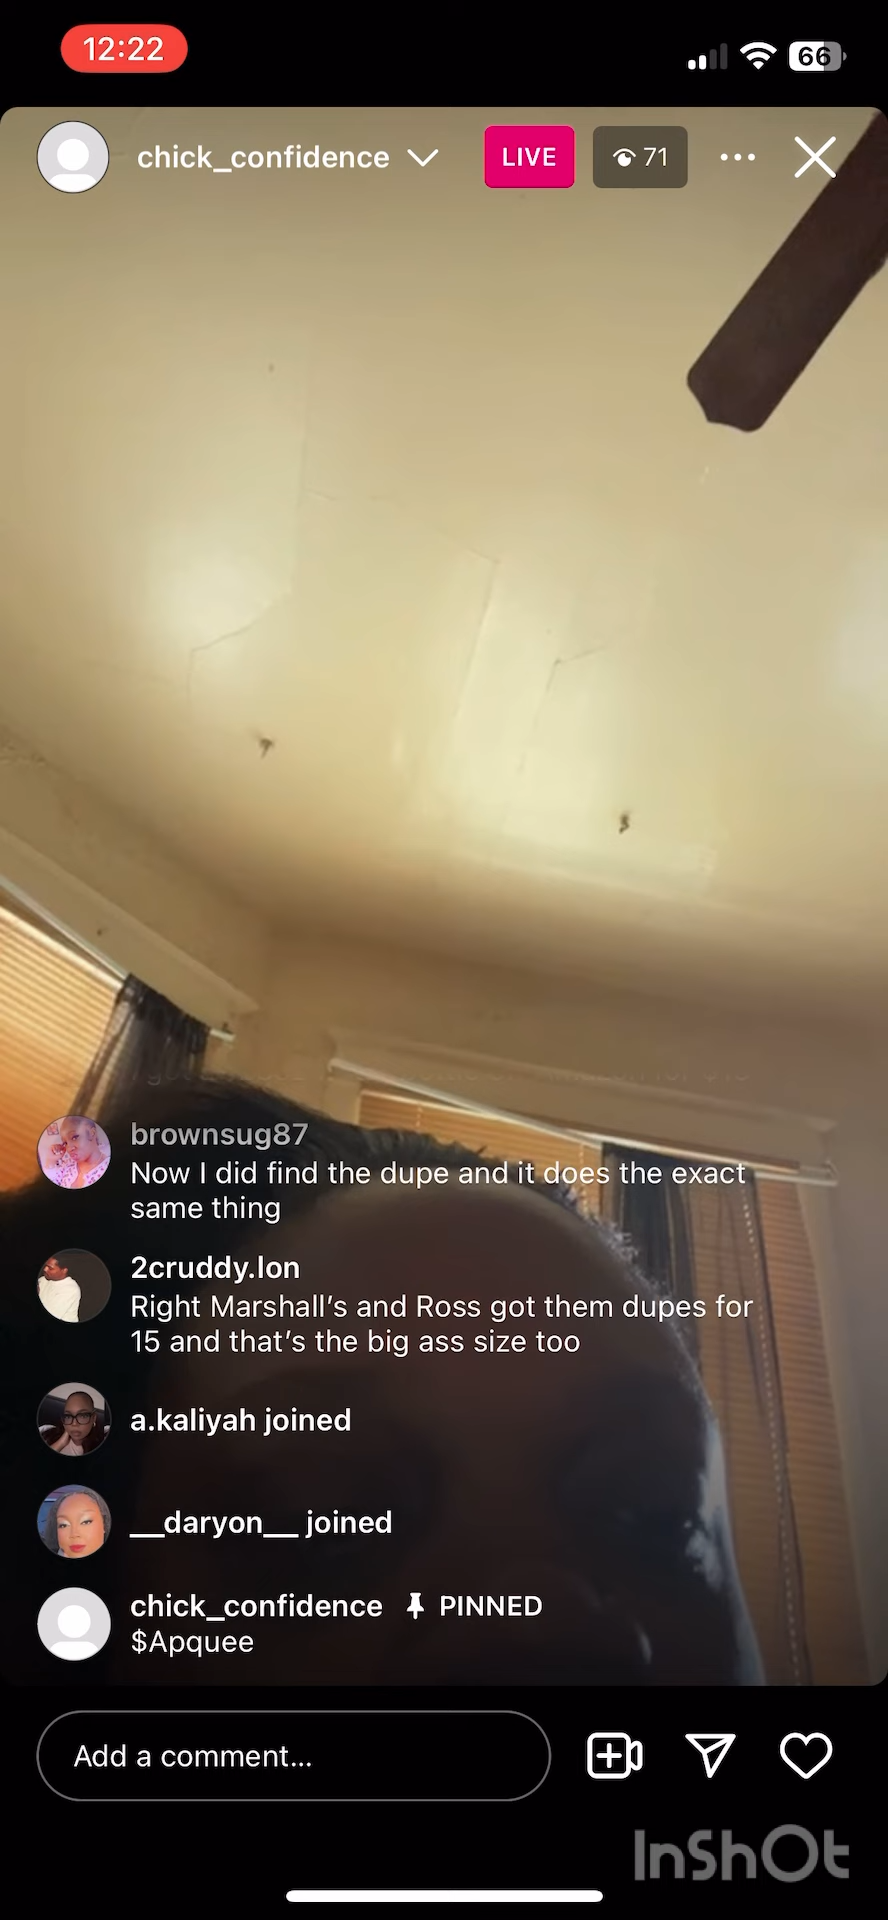 12:22
66
chick_confidence
LIVE
71
brownsug87
Now I did find the dupe and it does the exact
same thing
2cruddy.lon
Right Marshall’s and Ross got them dupes for
15 and that’s the big ass size too
a.kaliyah joined
__daryon__ joined
chick_confidence PINNED
$Apquee
Add a comment...
InShOt